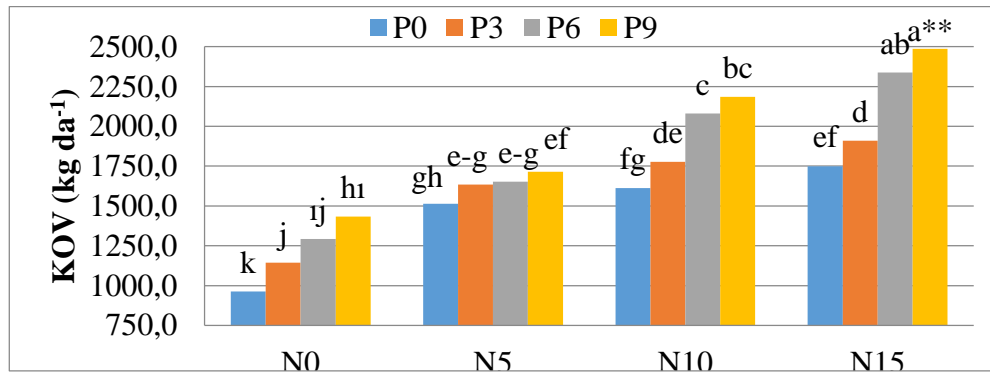 P0 P3 P6 P9
KOV (kg da-1)
2500,0
2250,0
2000,0
1750,0
1500,0
1250,0
1000,0
750,0
k j ıj hı
gh e-g e-g ef
fg de c bc
ef d ab a**
N0 N5 N10 N15